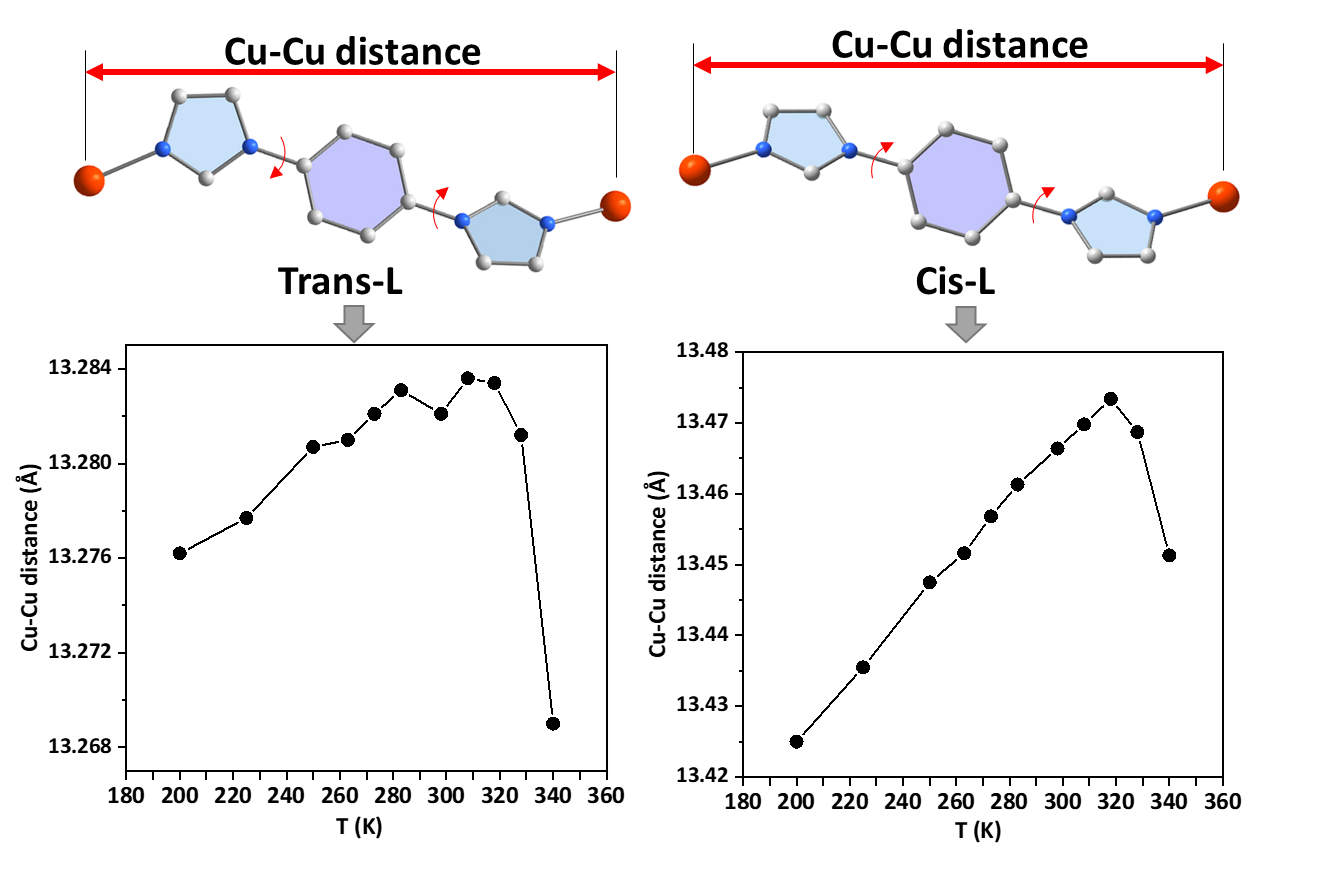 Cu-Cu distance
Trans-L
13.284
13.280
13.276
13.272
13.268
Cu-Cu distance (Å)
180 200 220 240 260 280 300 320 340 360
T (K)
Cu-Cu distance
Cis-L
13.48
13.47
13.46
13.45
13.44
13.43
13.42
Cu-Cu distance (Å)
180 200 220 240 260 280 300 320 340 360
T (K)